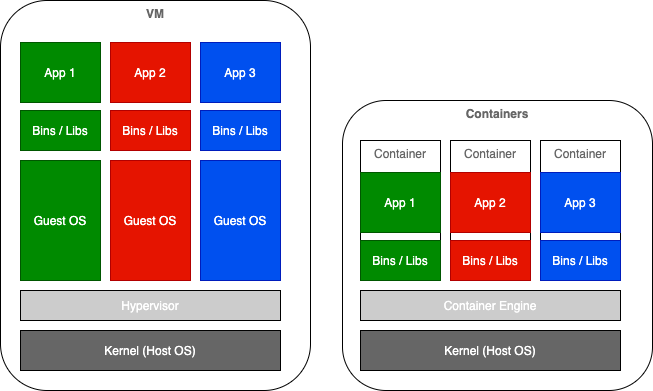 VM
App 1
App 2
App 3
Bins / Libs
Bins / Libs
Bins / Libs
Guest OS
Guest OS
Guest OS
Hypervisor
Kernel (Host OS)
Containers
Container
Container
Container
App 1
App 2
App 3
Bins / Libs
Bins / Libs
Bins / Libs
Container Engine
Kernel (Host OS)